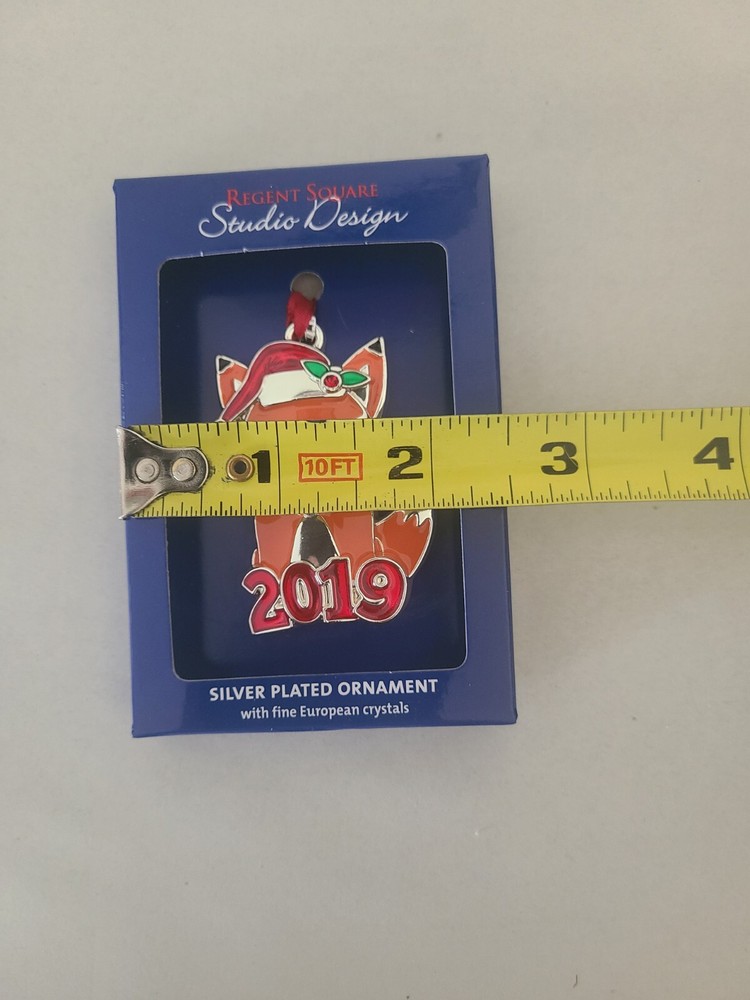 REGENT SQUARE
Studio Design
1 10FT 2 3 4
2019
SILVER PLATED ORNAMENT
with fine European crystals